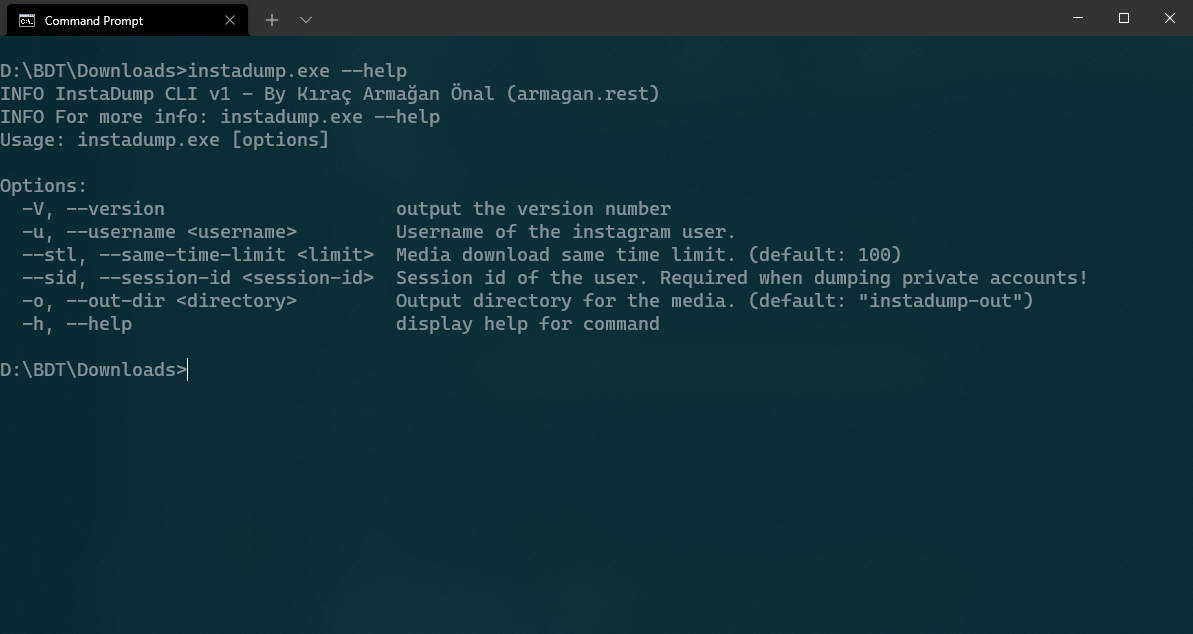 Command Prompt
D:\BDT\Downloads>instadump.exe --help
INFO InstaDump CLI v1 - By Kıraç Armağan Önal (armagan.rest)
INFO For more info: instadump.exe --help
Usage: instadump.exe [options]
Options:
-V, --version output the version number
-u, --username <username> Username of the instagram user.
--stl, --same-time-limit <limit> Media download same time limit. (default: 100)
--sid, --session-id <session-id> Session id of the user. Required when dumping private accounts!
-o, --out-dir <directory> Output directory for the media. (default: "instadump-out")
-h, --help display help for command
D:\BDT\Downloads>